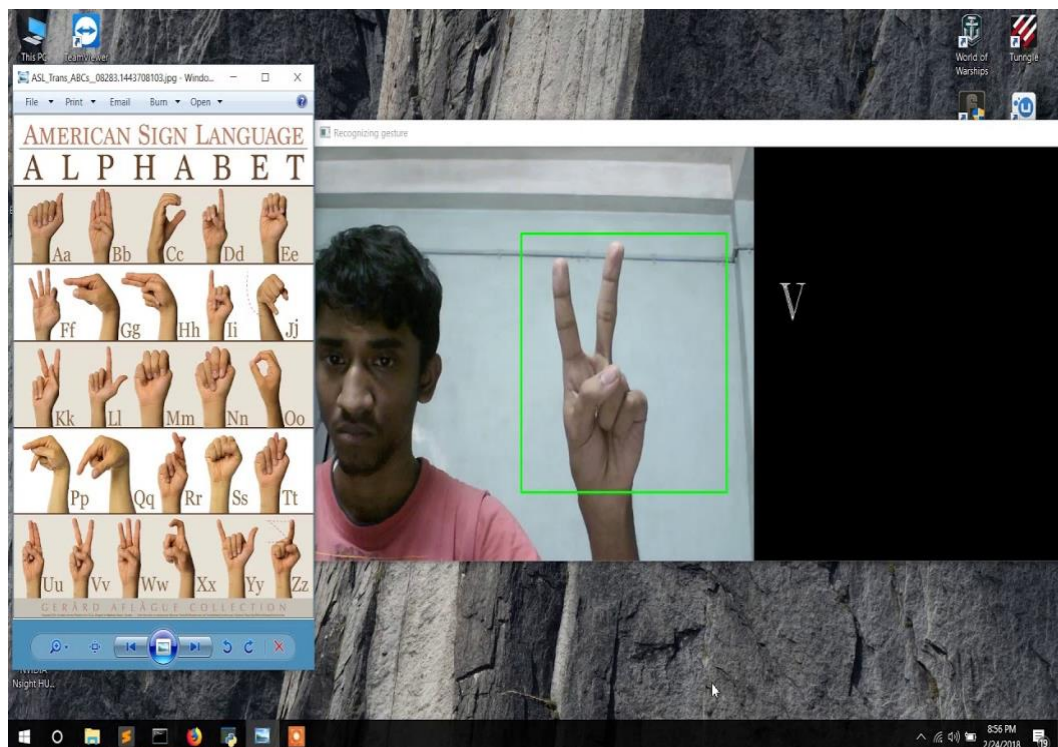 This PC
TeamViewer
World of
Warships
Tunngle
ASL_Trans_ABCs__08283.1443708103.jpg - Windo...
File Print Email Burn Open
AMERICAN SIGN LANGUAGE
ALPHABET
Aa Bb Cc Dd Ee
Ff Gg Hh Ii Jj
Kk Ll Mm Nn Oo
Pp Qq Rr Ss Tt
Uu Vv Ww Xx Yy Zz
GERARD AFLAGUE COLLECTION
Recognizing gesture
V
Nsight HU...
8:56 PM
2/24/2018